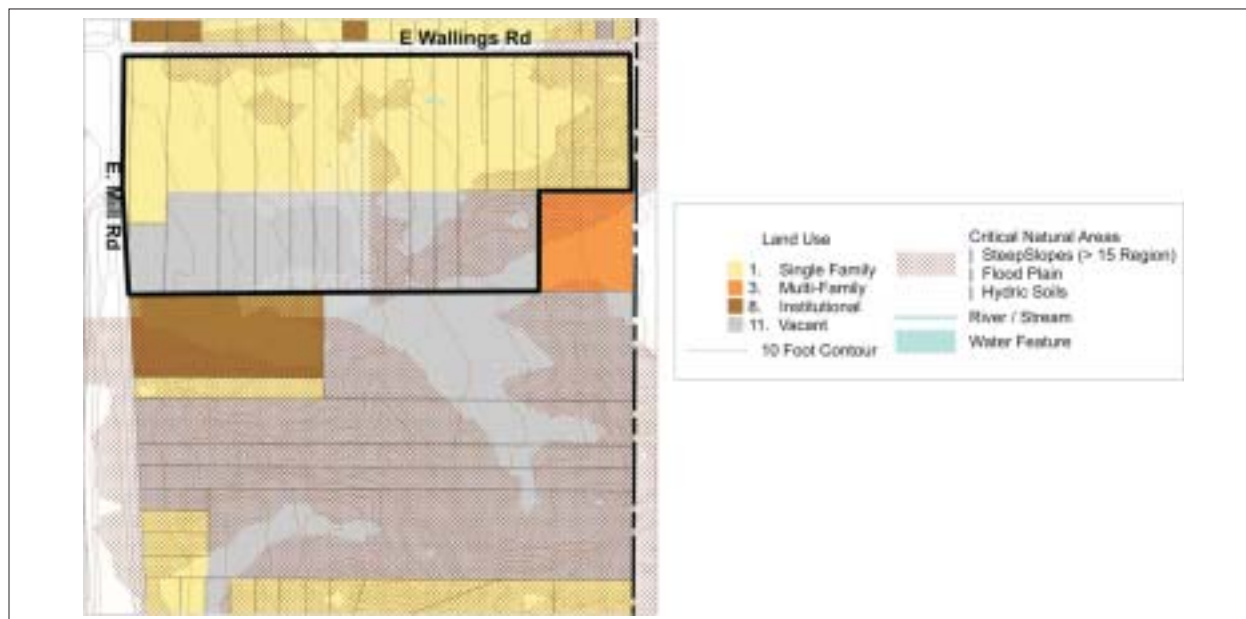 E Wallings Rd
E. Mill Rd
Land Use
1. Single Family
3. Multi-Family
8. Institutional
11. Vacant
10 Foot Contour
Critical Natural Areas
| SteepSlopes (> 15 Region)
| Flood Plain
| Hydric Soils
River / Stream
Water Feature